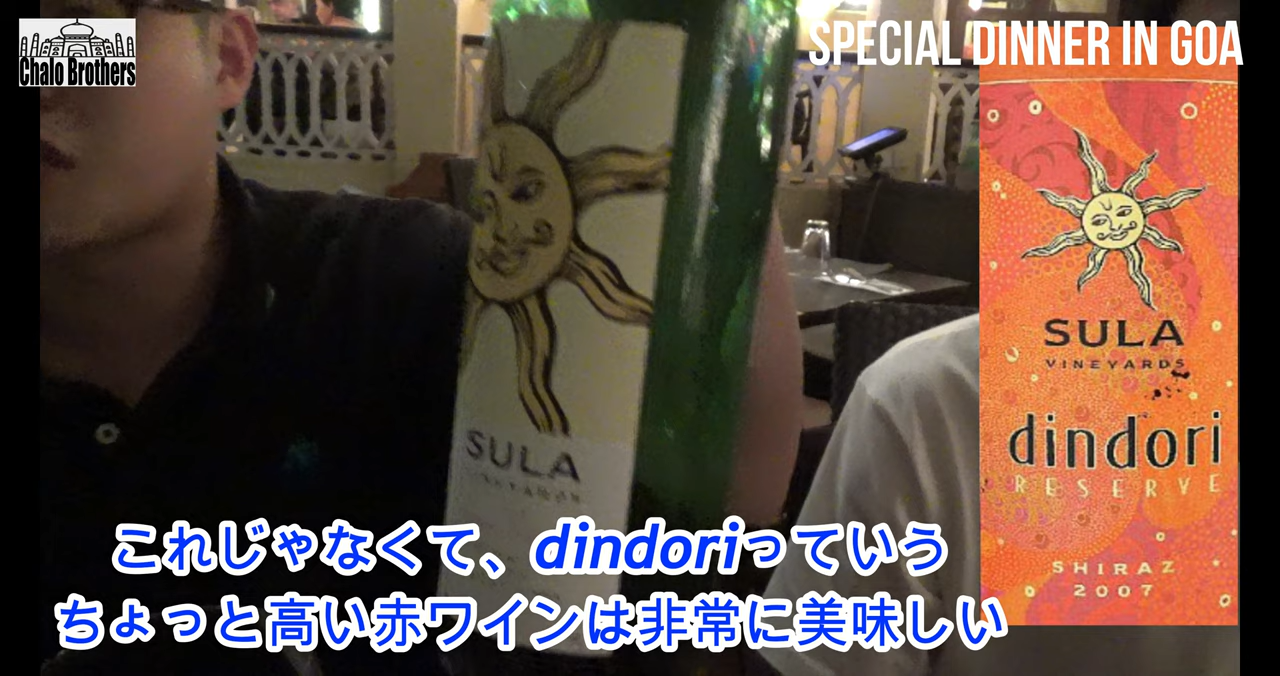 Chalo Brothers
SPECIAL DINNER IN GOA
SULA
SULA
VINEYARDS
dindori
RESERVE
SHIRAZ
2007
これじゃなくて、dindoriっていう
ちょっと高い赤ワインは非常に美味しい